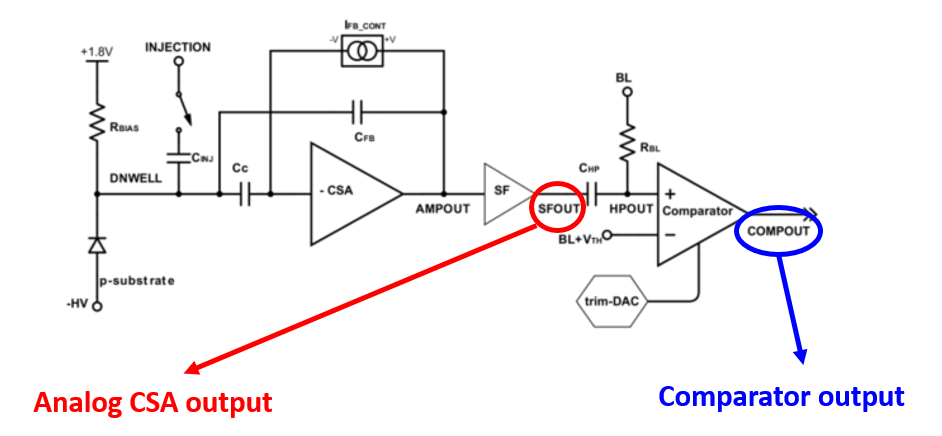 IFB_CONT
-V
+V
+1.8V
INJECTION
RBIAS
CFB
BL
CINJ
CC
CHP
RBL
DNWELL
- CSA
SF
+
Comparator
AMPOUT
SFOUT
HPOUT
COMPOUT
BL+VTH
−
p-substrate
trim-DAC
-HV
Analog CSA output
Comparator output